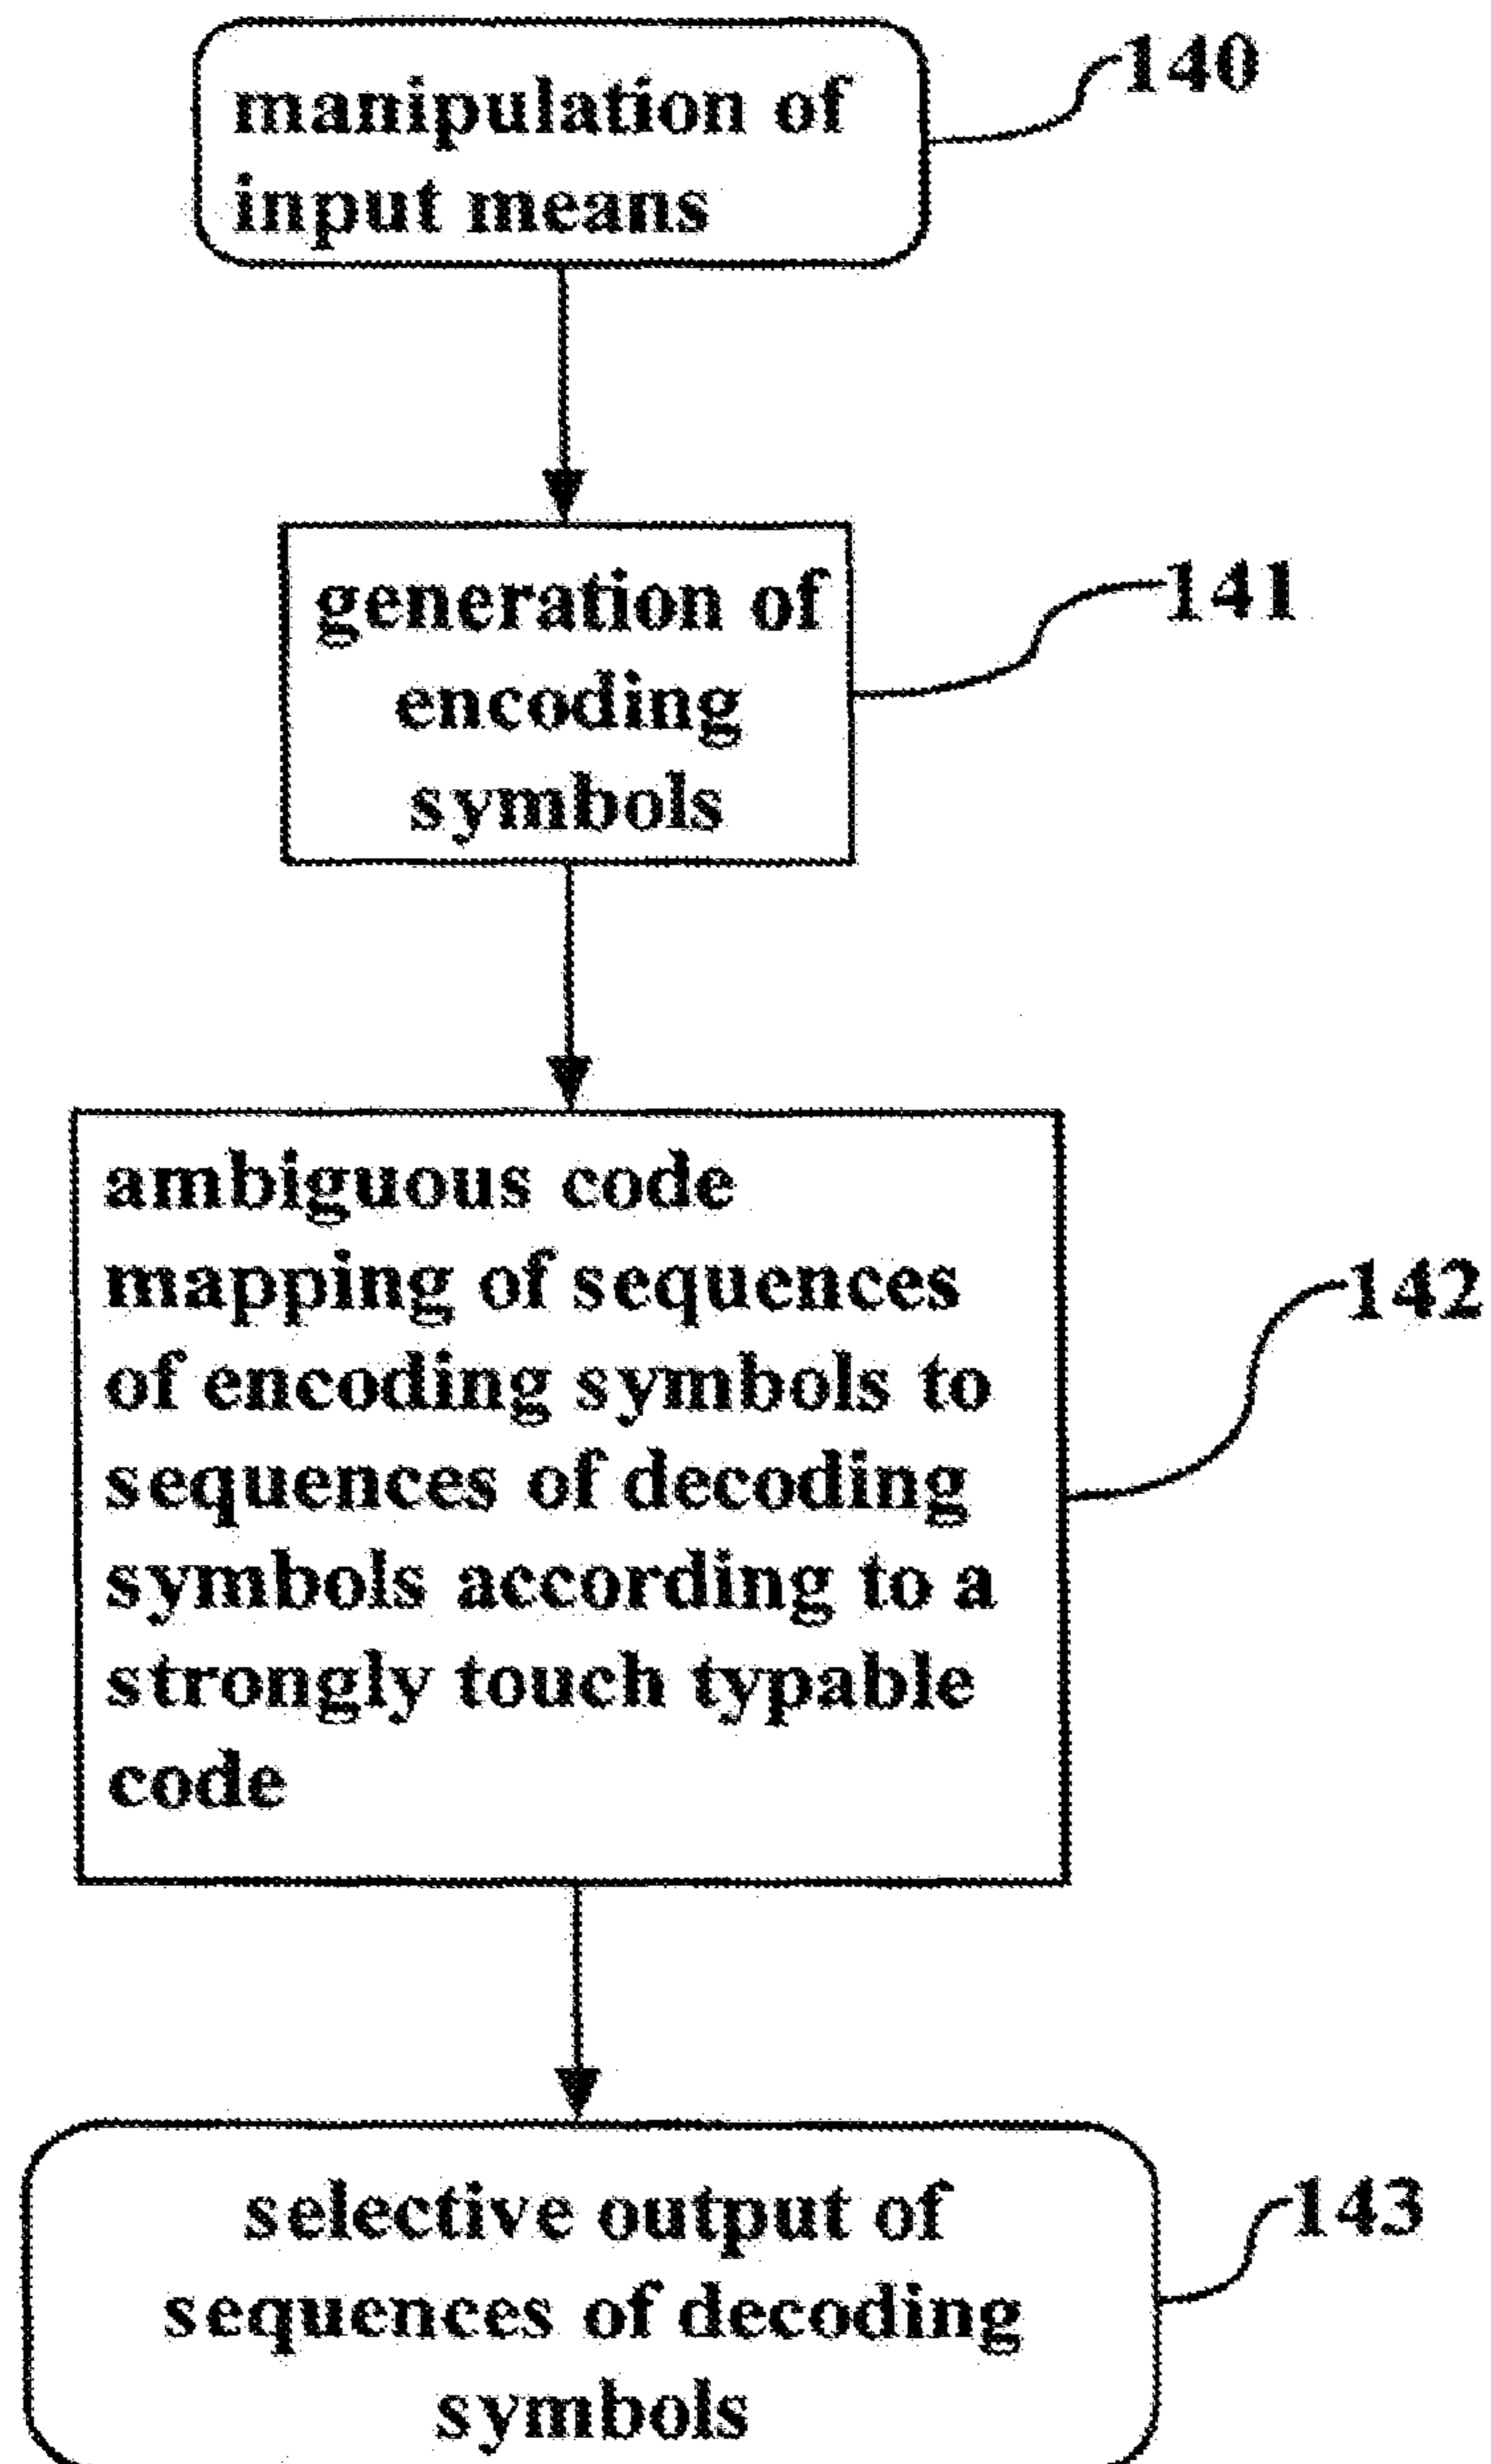 manipulation of
input means
140
generation of
encoding
symbols
141
ambiguous code
mapping of sequences
of encoding symbols to
sequences of decoding
symbols according to a
strongly touch typable
code
142
selective output of
sequences of decoding
symbols
143